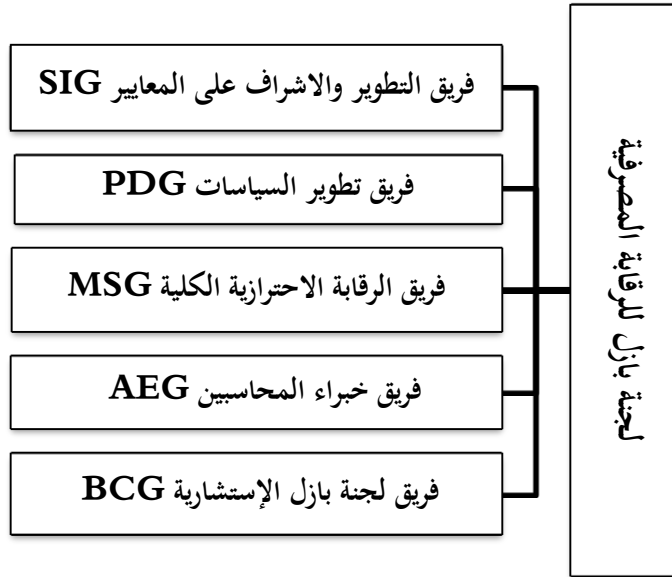 لجنة بازل للرقابة المصرفية
فريق التطوير والاشراف على المعايير SIG
فريق تطوير السياسات PDG
فريق الرقابة الاحترازية الكلية MSG
فريق خبراء المحاسبين AEG
فريق لجنة بازل الإستشارية BCG